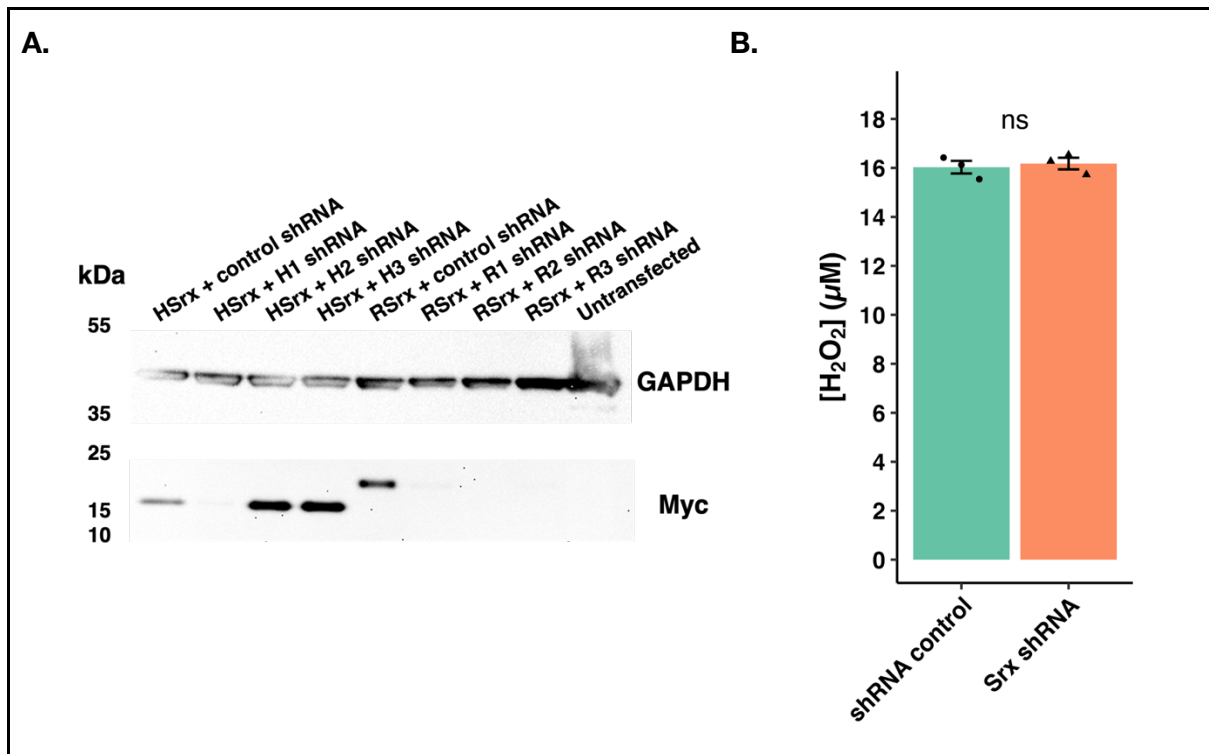 A.
HSrx + control shRNA
HSrx + H1 shRNA
HSrx + H2 shRNA
HSrx + H3 shRNA
RSrx + control shRNA
RSrx + R1 shRNA
RSrx + R2 shRNA
RSrx + R3 shRNA
Untransfected
kDa
55
35
GAPDH
25
15
10
Myc
B.
[H₂O₂] (µM)
18
16
14
12
10
8
6
4
2
0
ns
shRNA control
Srx shRNA